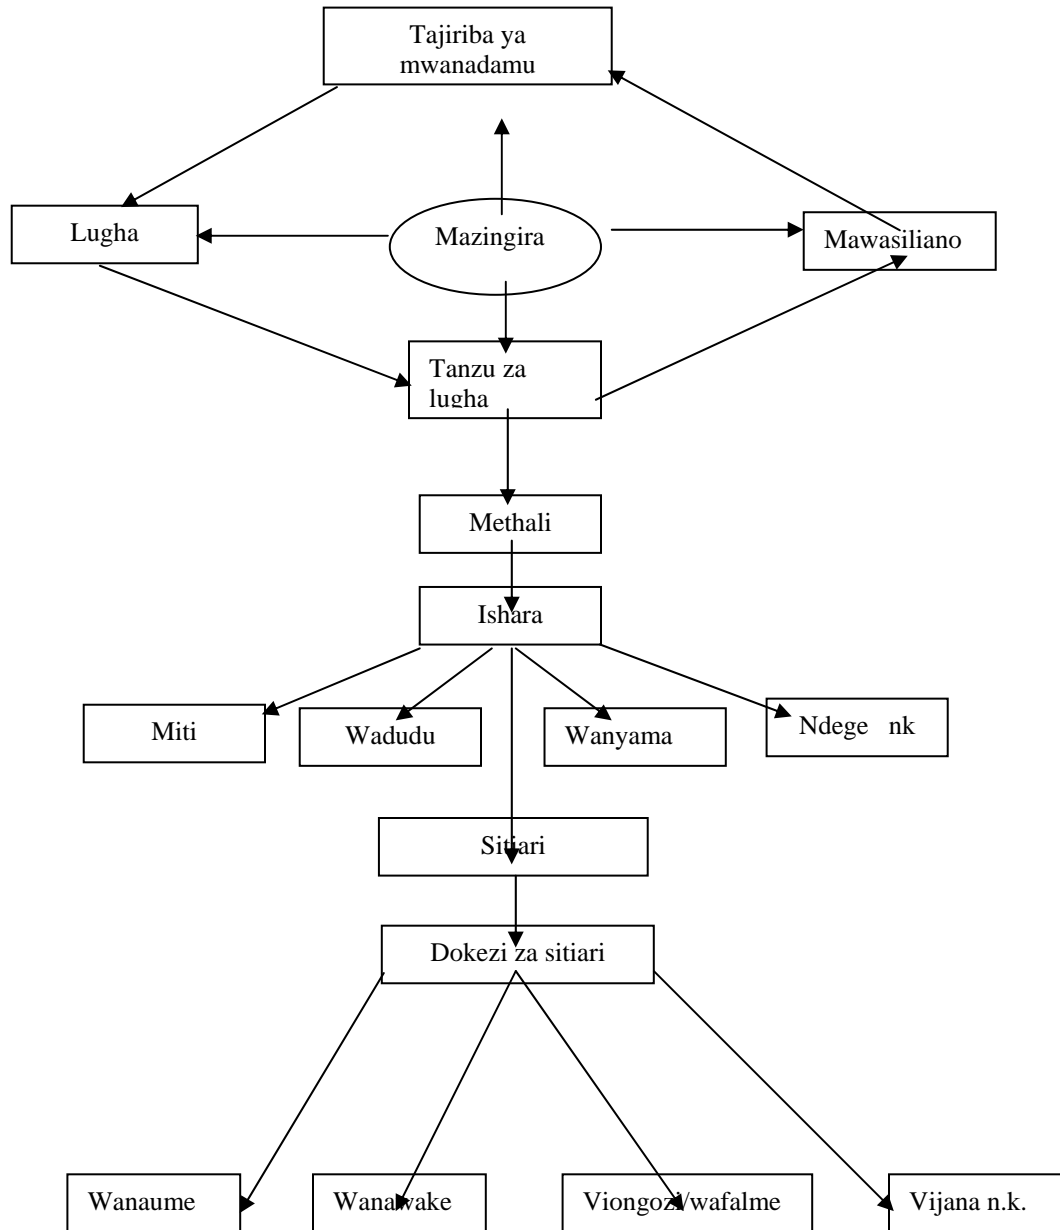 Tajiriba ya
mwanadamu
Lugha
Mazingira
Mawasiliano
Tanzu za
lugha
Methali
Ishara
Miti
Wadudu
Wanyama
Ndege nk
Sitiari
Dokezi za sitiari
Wanaume
Wanawake
Viongozi/wafalme
Vijana n.k.